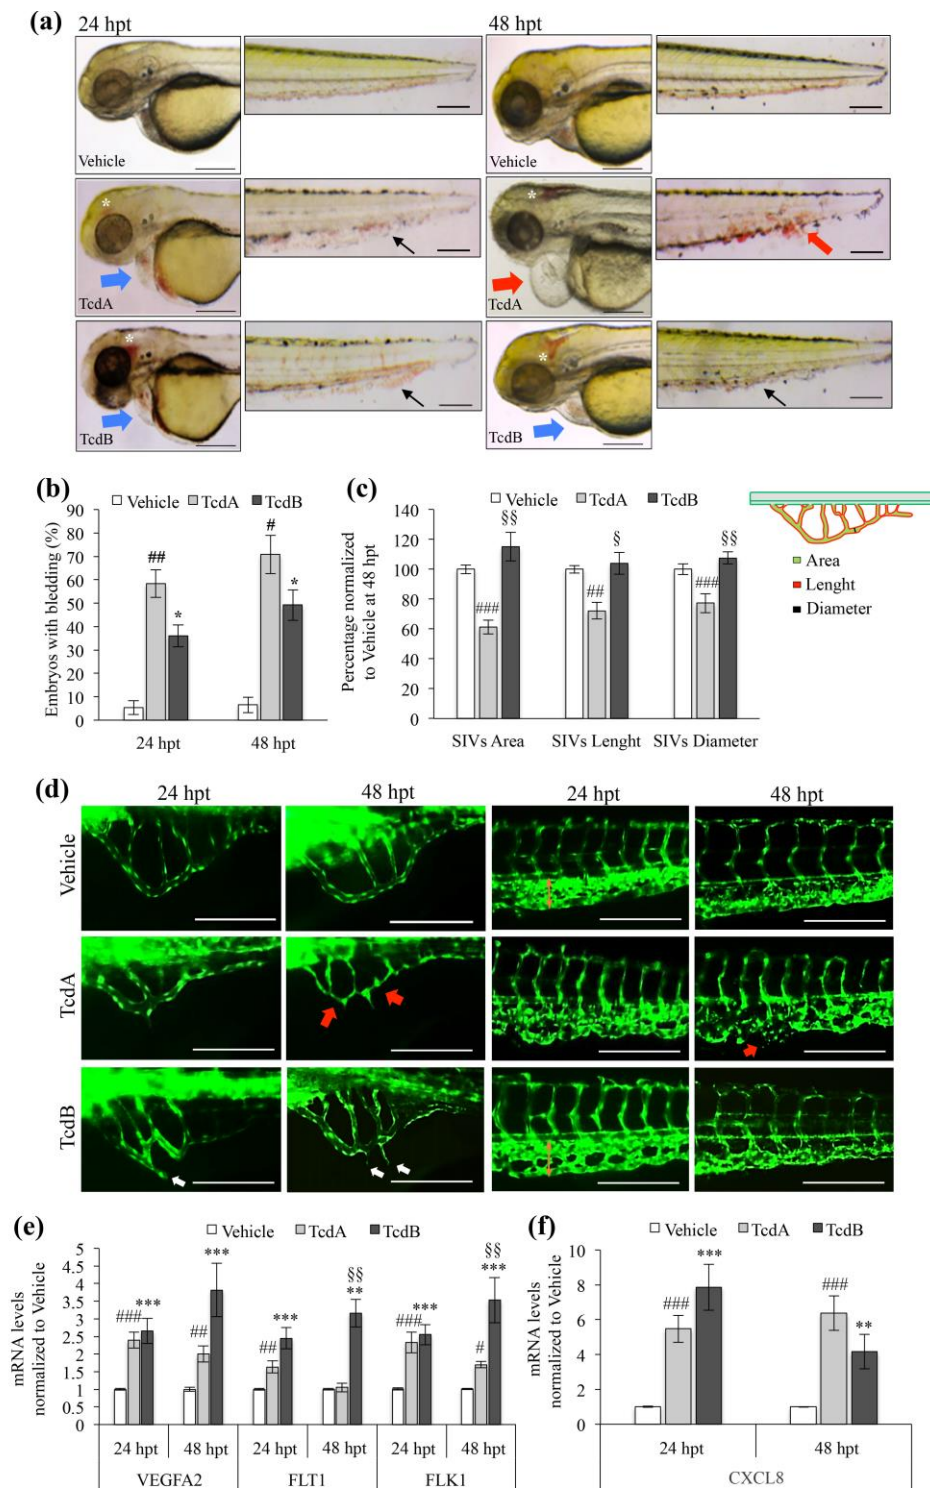 (a)
24 hpt 48 hpt
Vehicle Vehicle
* *
TcdA TcdA
* *
TcdB TcdB
(b)
Vehicle TcdA TcdB
Embryos with bledding (%)
90
80
70
60
50
40
30
20
10
0
## * # *
24 hpt 48 hpt
(c)
Vehicle TcdA TcdB
Percentage normalized
to Vehicle at 48 hpt
140
120
100
80
60
40
20
0
### §§ ## § ### §§
SIVs Area SIVs Lenght SIVs Diameter
Area
Lenght
Diameter
(d)
24 hpt 48 hpt 24 hpt 48 hpt
Vehicle
TcdA
TcdB
(e)
Vehicle TcdA TcdB
mRNA levels
normalized to Vehicle
5
4.5
4
3.5
3
2.5
2
1.5
1
0.5
0
### *** ## *** ## *** §§ ** ### *** # §§ ***
24 hpt 48 hpt 24 hpt 48 hpt 24 hpt 48 hpt
VEGFA2 FLT1 FLK1
(f)
Vehicle TcdA TcdB
mRNA levels
normalized to Vehicle
10
8
6
4
2
0
### *** ### **
24 hpt 48 hpt
CXCL8